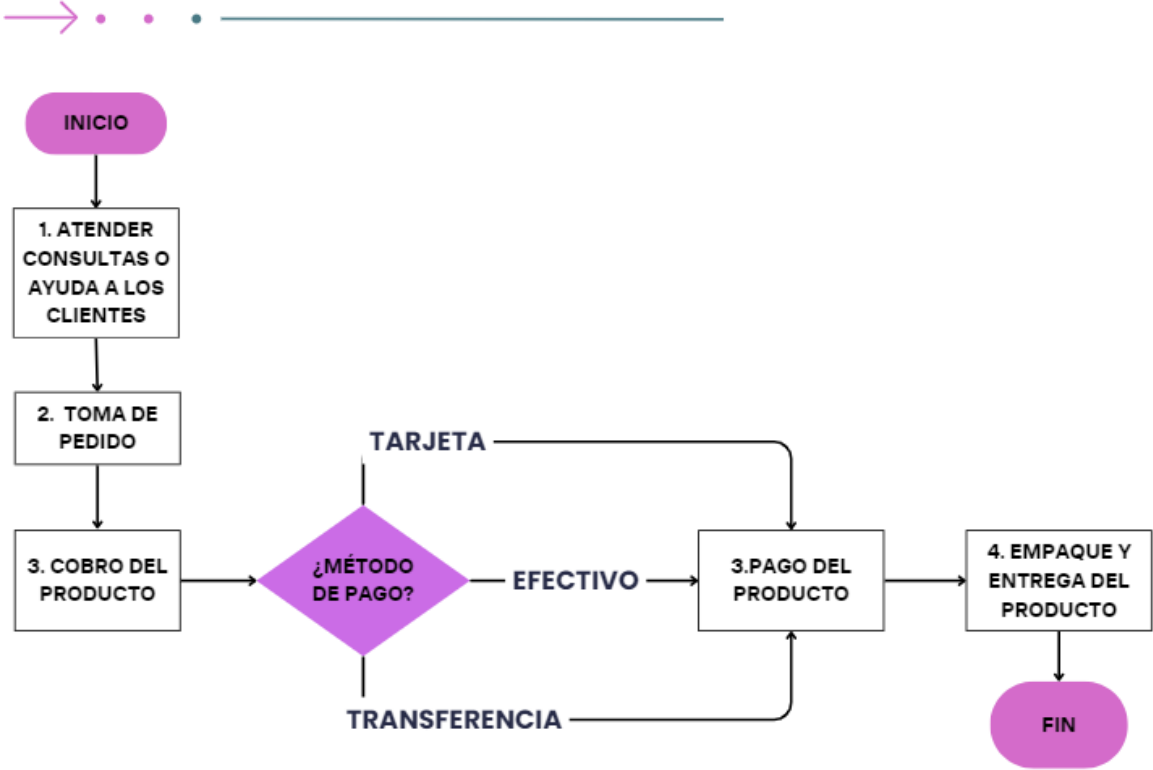 INICIO
1. ATENDER
CONSULTAS O
AYUDA A LOS
CLIENTES
2. TOMA DE
PEDIDO
3. COBRO DEL
PRODUCTO
¿MÉTODO
DE PAGO?
TARJETA
EFECTIVO
TRANSFERENCIA
3.PAGO DEL
PRODUCTO
4. EMPAQUE Y
ENTREGA DEL
PRODUCTO
FIN